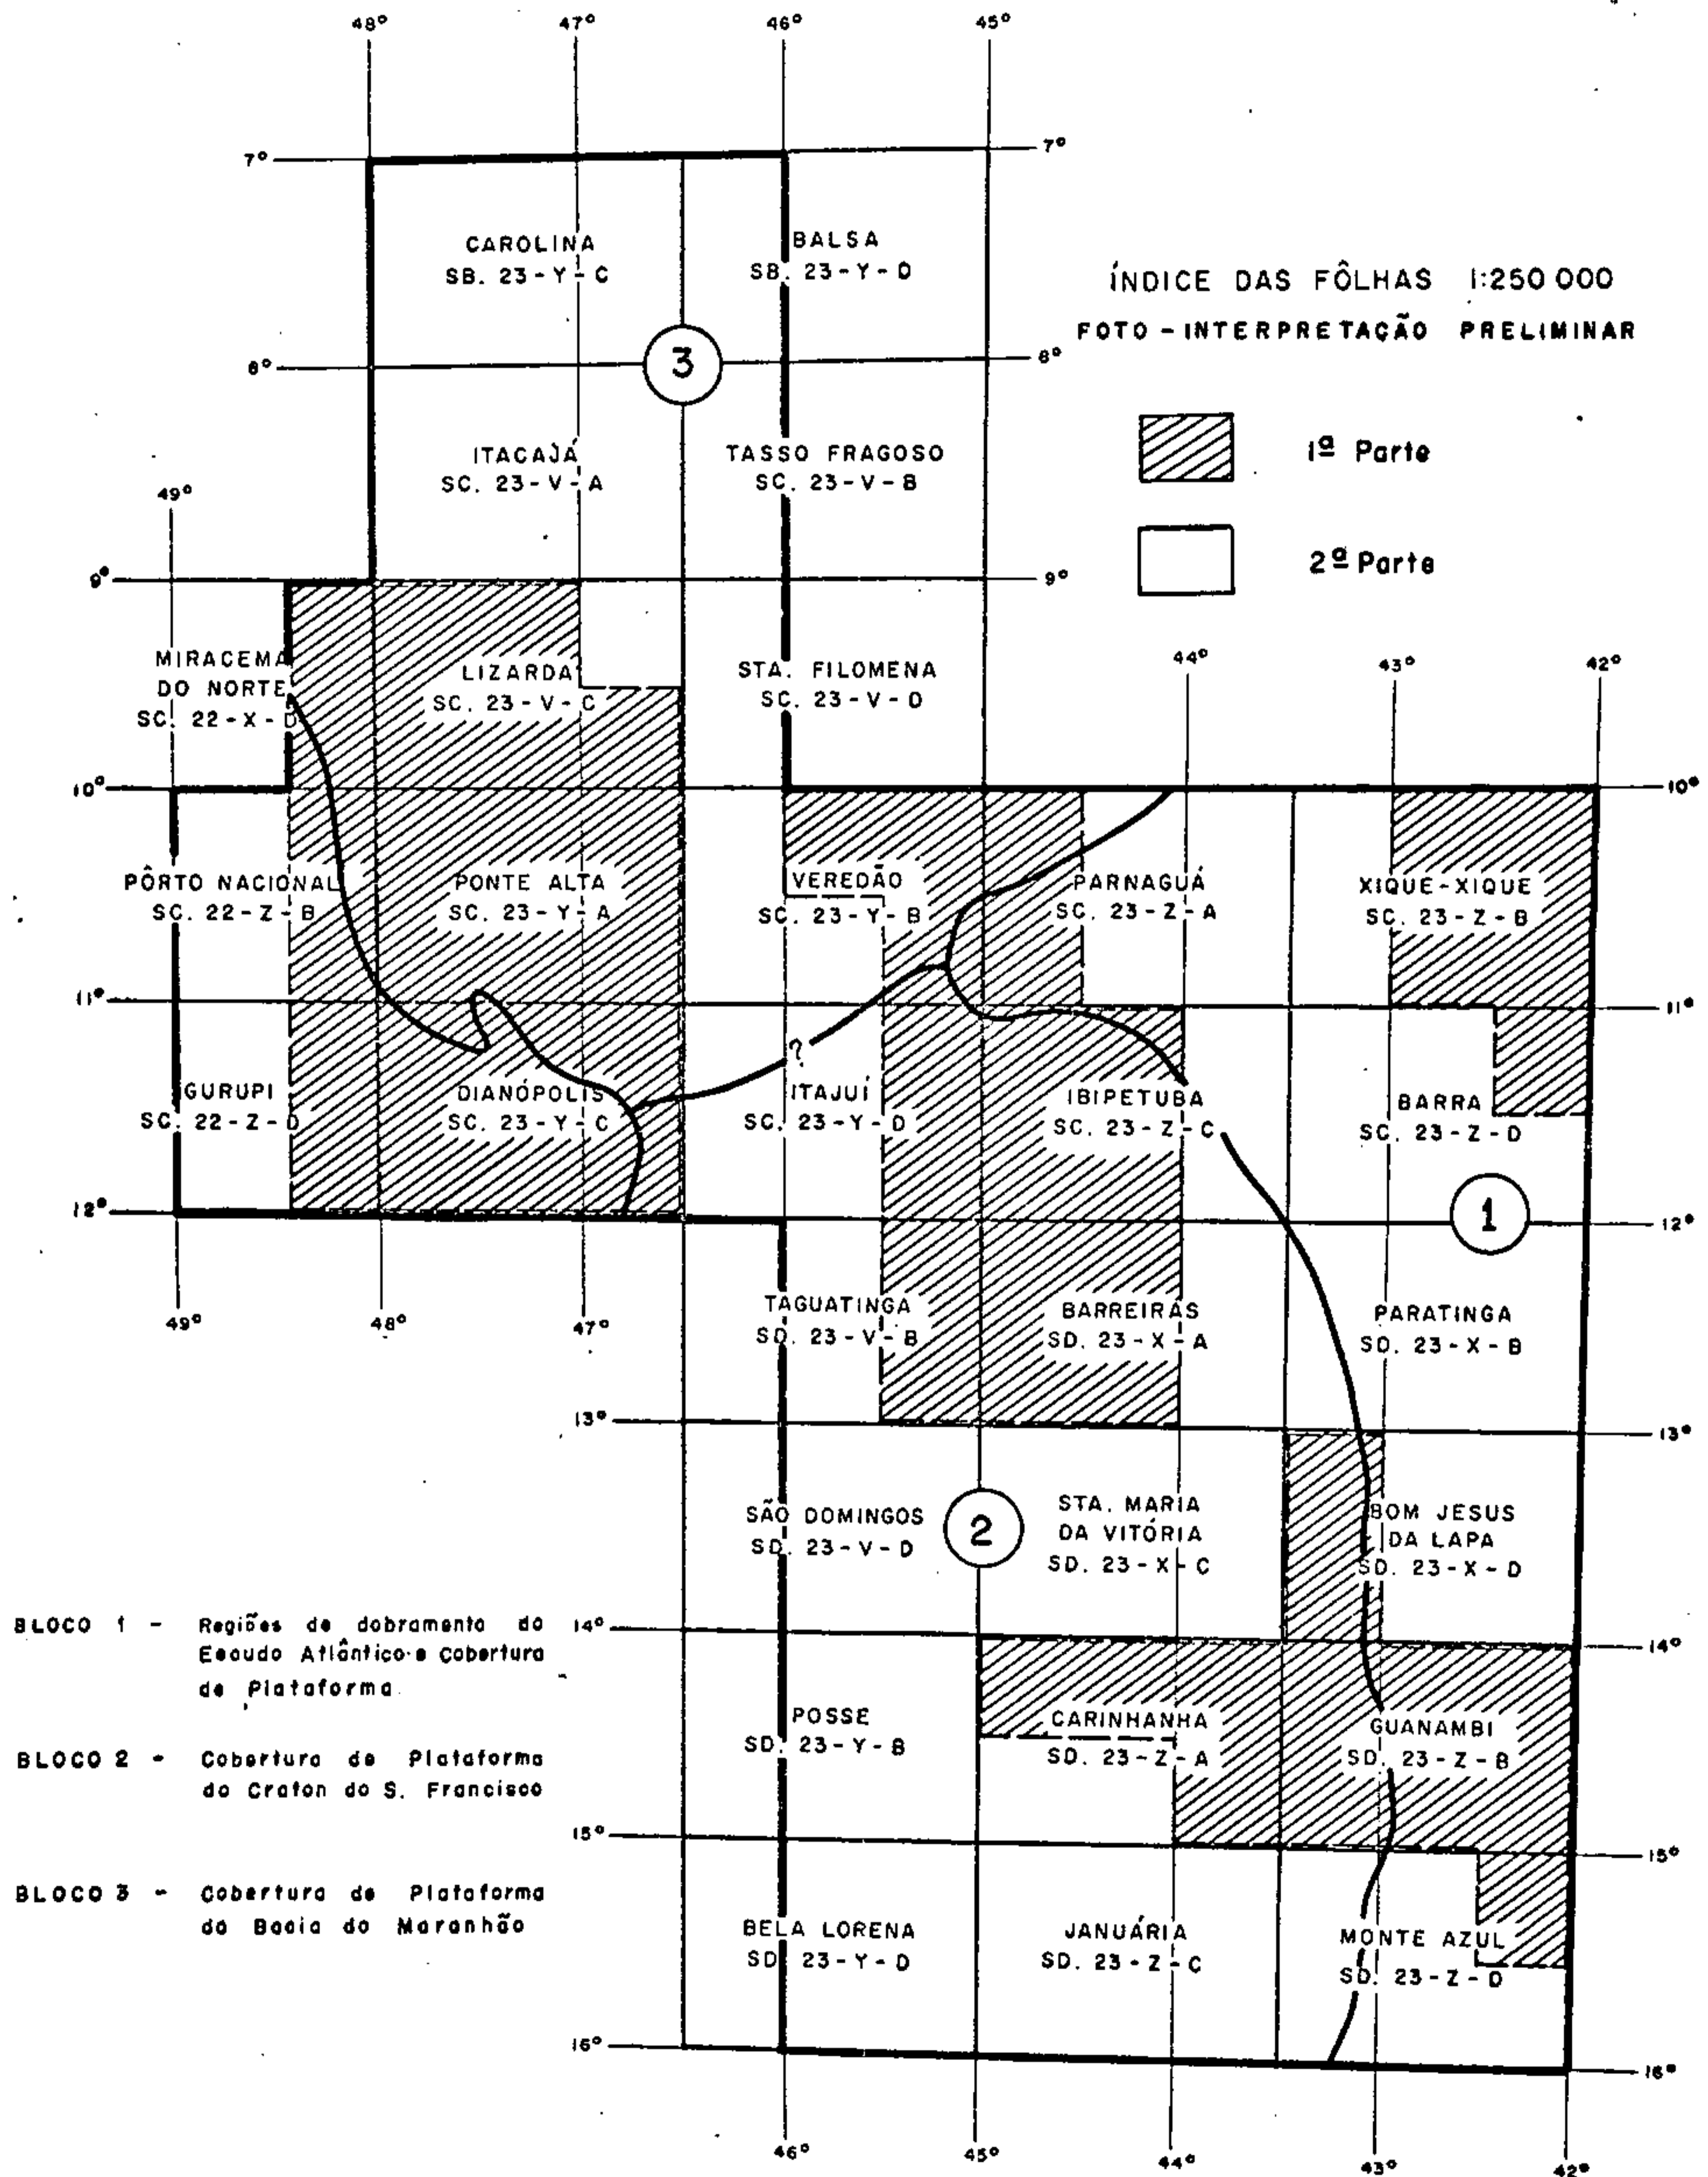 48° 47° 46° 45°
7° 7°
CAROLINA
SB. 23-Y-C
BALSA
SB. 23-Y-D
ÍNDICE DAS FÔLHAS 1:250 000
FOTO-INTERPRETAÇÃO PRELIMINAR
3
8° 8°
1ª Parte
ITACAJÁ
SC. 23-V-A
TASSO FRAGOSO
SC. 23-V-B
49°
2ª Parte
9° 9°
MIRACEMA
DO NORTE
SC. 22-X-D
LIZARDA
SC. 23-V-C
STA. FILOMENA
SC. 23-V-D
44° 43° 42°
10° 10°
PÔRTO NACIONAL
SC. 22-Z-B
PONTE ALTA
SC. 23-Y-A
VEREDÃO
SC. 23-Y-B
PARNAGUÁ
SC. 23-Z-A
XIQUE-XIQUE
SC. 23-Z-B
11° 11°
?
GURUPI
SC. 22-Z-D
DIANÓPOLIS
SC. 23-Y-C
ITAJUÍ
SC. 23-Y-D
IBIPETUBA
SC. 23-Z-C
BARRA
SC. 23-Z-D
12° 12°
1
49° 48° 47°
TAGUATINGA
SD. 23-V-B
BARREIRAS
SD. 23-X-A
PARATINGA
SD. 23-X-B
13° 13°
SÃO DOMINGOS
SD. 23-V-D
2
STA. MARIA
DA VITÓRIA
SD. 23-X-C
BOM JESUS
DA LAPA
SD. 23-X-D
14° 14°
BLOCO 1 - Regiões de dobramento do
Escudo Atlântico e Cobertura
de Plataforma
POSSE
SD. 23-Y-B
CARINHANHA
SD. 23-Z-A
GUANAMBI
SD. 23-Z-B
BLOCO 2 - Cobertura de Plataforma
do Craton do S. Francisco
15° 15°
BLOCO 3 - Cobertura de Plataforma
da Bacia do Maranhão
BELA LORENA
SD 23-Y-D
JANUÁRIA
SD. 23-Z-C
MONTE AZUL
SD. 23-Z-D
16° 16°
46° 45° 44° 43° 42°